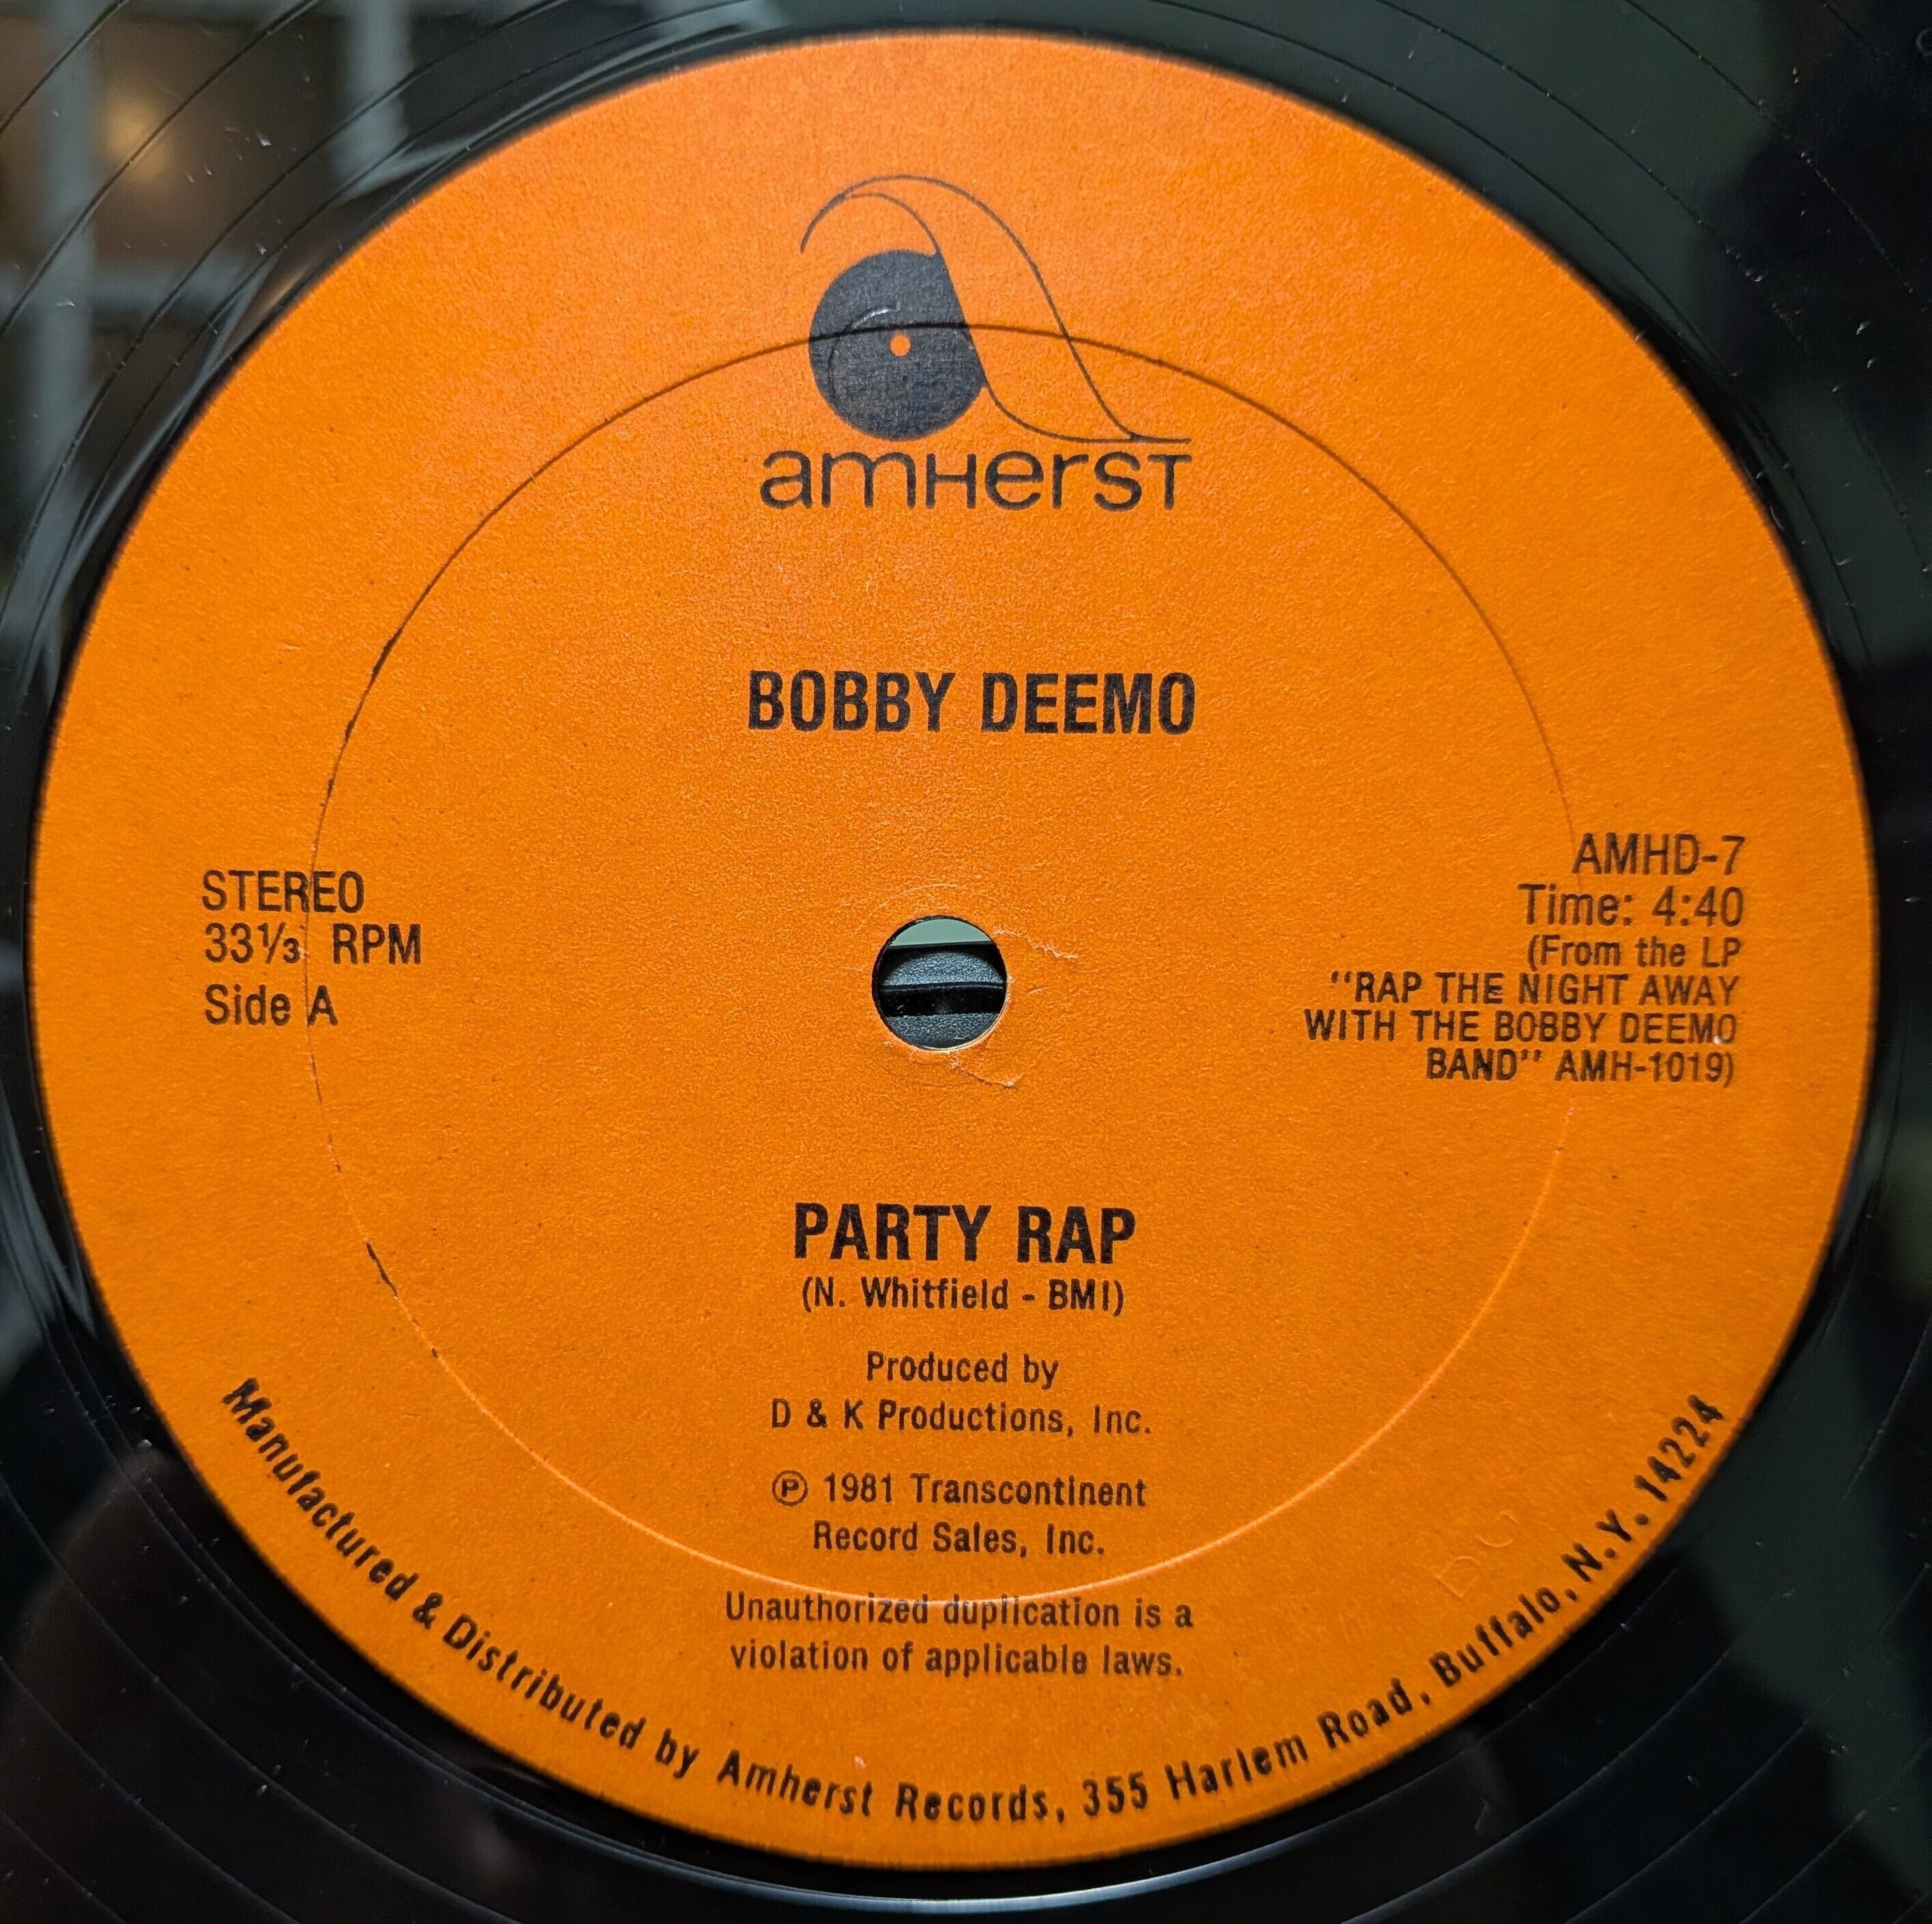 amHersT
BOBBY DEEMO
STEREO
33⅓ RPM
Side A
AMHD-7
Time: 4:40
(From the LP
"RAP THE NIGHT AWAY
WITH THE BOBBY DEEMO
BAND" AMH-1019)
PARTY RAP
(N. Whitfield - BMI)
Produced by
D & K Productions, Inc.
Ⓟ 1981 Transcontinent
Record Sales, Inc.
Unauthorized duplication is a
violation of applicable laws.
Manufactured & Distributed by Amherst Records, 355 Harlem Road, Buffalo, N.Y. 14224